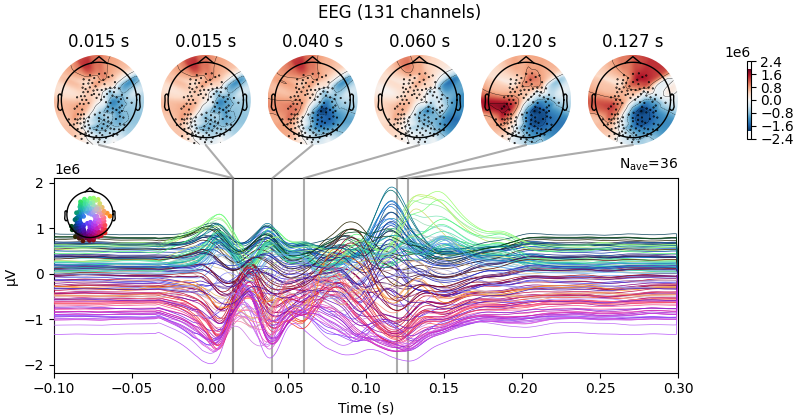 EEG (131 channels)
0.015 s 0.015 s 0.040 s 0.060 s 0.120 s 0.127 s
1e6
2.4
1.6
0.8
0.0
−0.8
−1.6
−2.4
Nave=36
1e6
2
1
0
−1
−2
µV
−0.10 −0.05 0.00 0.05 0.10 0.15 0.20 0.25 0.30
Time (s)